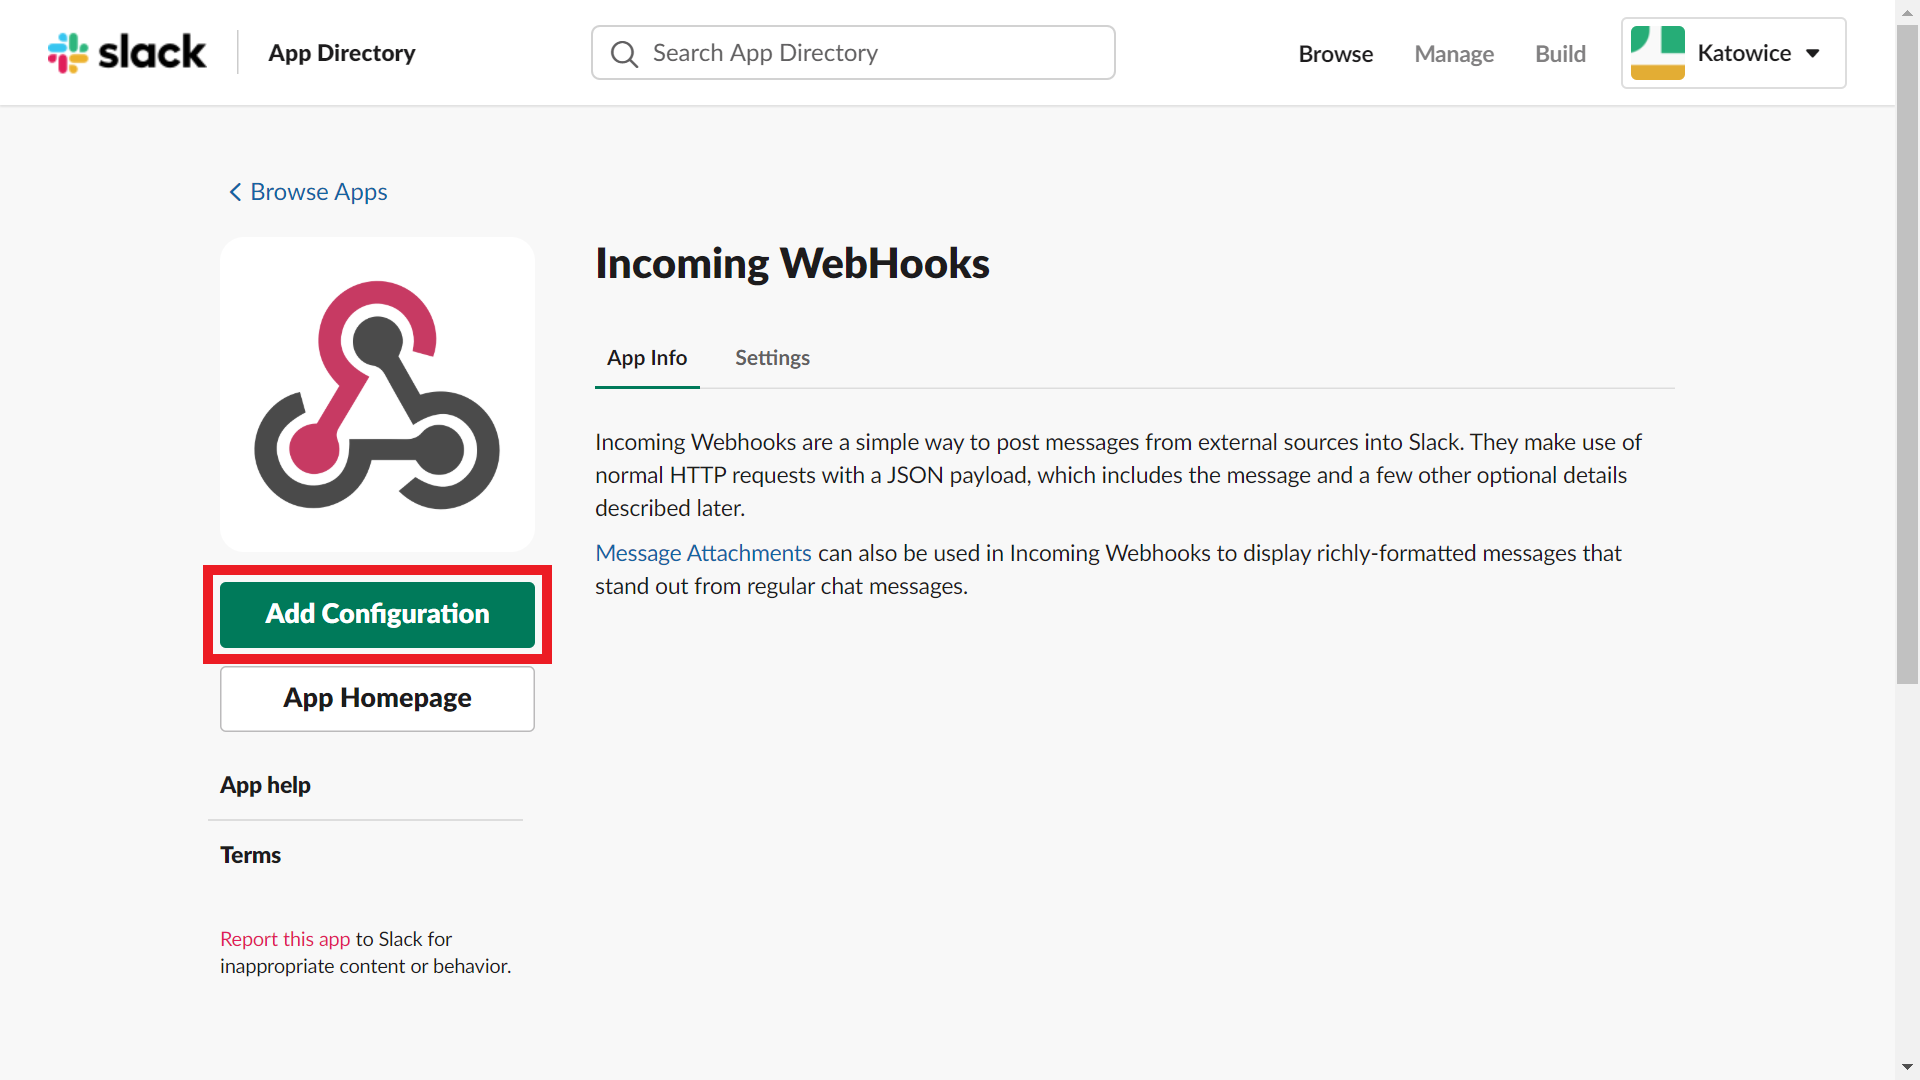 slack
App Directory
Search App Directory
Browse
Manage
Build
Katowice
Browse Apps
Incoming WebHooks
App Info
Settings
Incoming Webhooks are a simple way to post messages from external sources into Slack. They make use of
normal HTTP requests with a JSON payload, which includes the message and a few other optional details
described later.
Message Attachments can also be used in Incoming Webhooks to display richly-formatted messages that
stand out from regular chat messages.
Add Configuration
App Homepage
App help
Terms
Report this app to Slack for
inappropriate content or behavior.